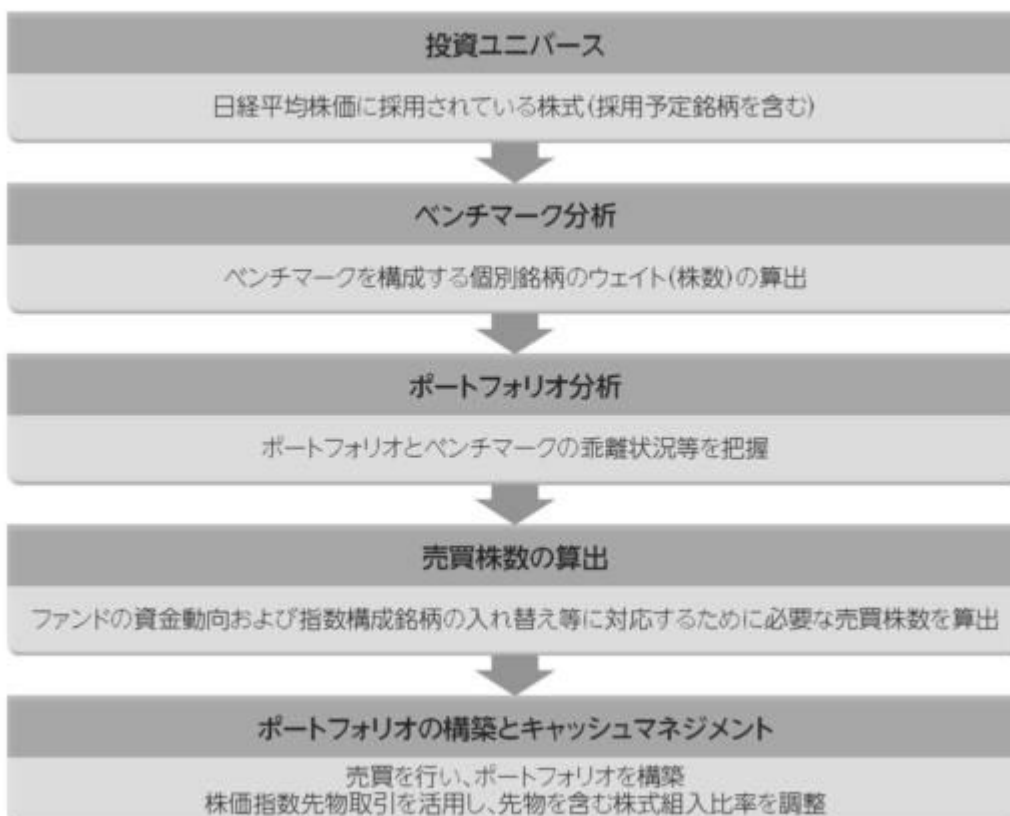 投資ユニバース
日経平均株価に採用されている株式(採用予定銘柄を含む)
ベンチマーク分析
ベンチマークを構成する個別銘柄のウェイト(株数)の算出
ポートフォリオ分析
ポートフォリオとベンチマークの乖離状況等を把握
売買株数の算出
ファンドの資金動向および指数構成銘柄の入れ替え等に対応するために必要な売買株数を算出
ポートフォリオの構築とキャッシュマネジメント
売買を行い、ポートフォリオを構築
株価指数先物取引を活用し、先物を含む株式組入比率を調整